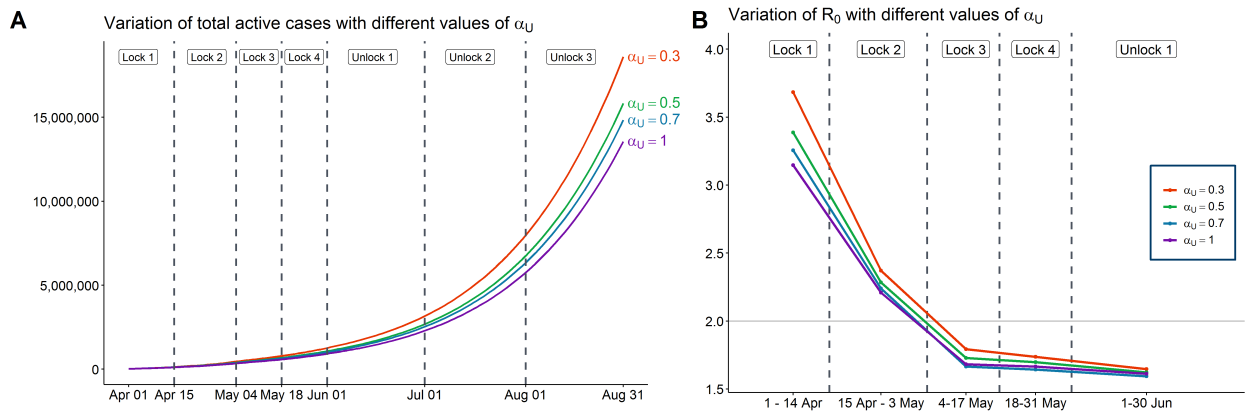 A
Variation of total active cases with different values of αU
Lock 1
Lock 2
Lock 3
Lock 4
Unlock 1
Unlock 2
Unlock 3
αU = 0.3
αU = 0.5
αU = 0.7
αU = 1
15,000,000
10,000,000
5,000,000
0
Apr 01
Apr 15
May 04
May 18
Jun 01
Jul 01
Aug 01
Aug 31
B
Variation of R0 with different values of αU
Lock 1
Lock 2
Lock 3
Lock 4
Unlock 1
4.0
3.5
3.0
2.5
2.0
1.5
αU = 0.3
αU = 0.5
αU = 0.7
αU = 1
1 - 14 Apr
15 Apr - 3 May
4-17 May
18-31 May
1-30 Jun